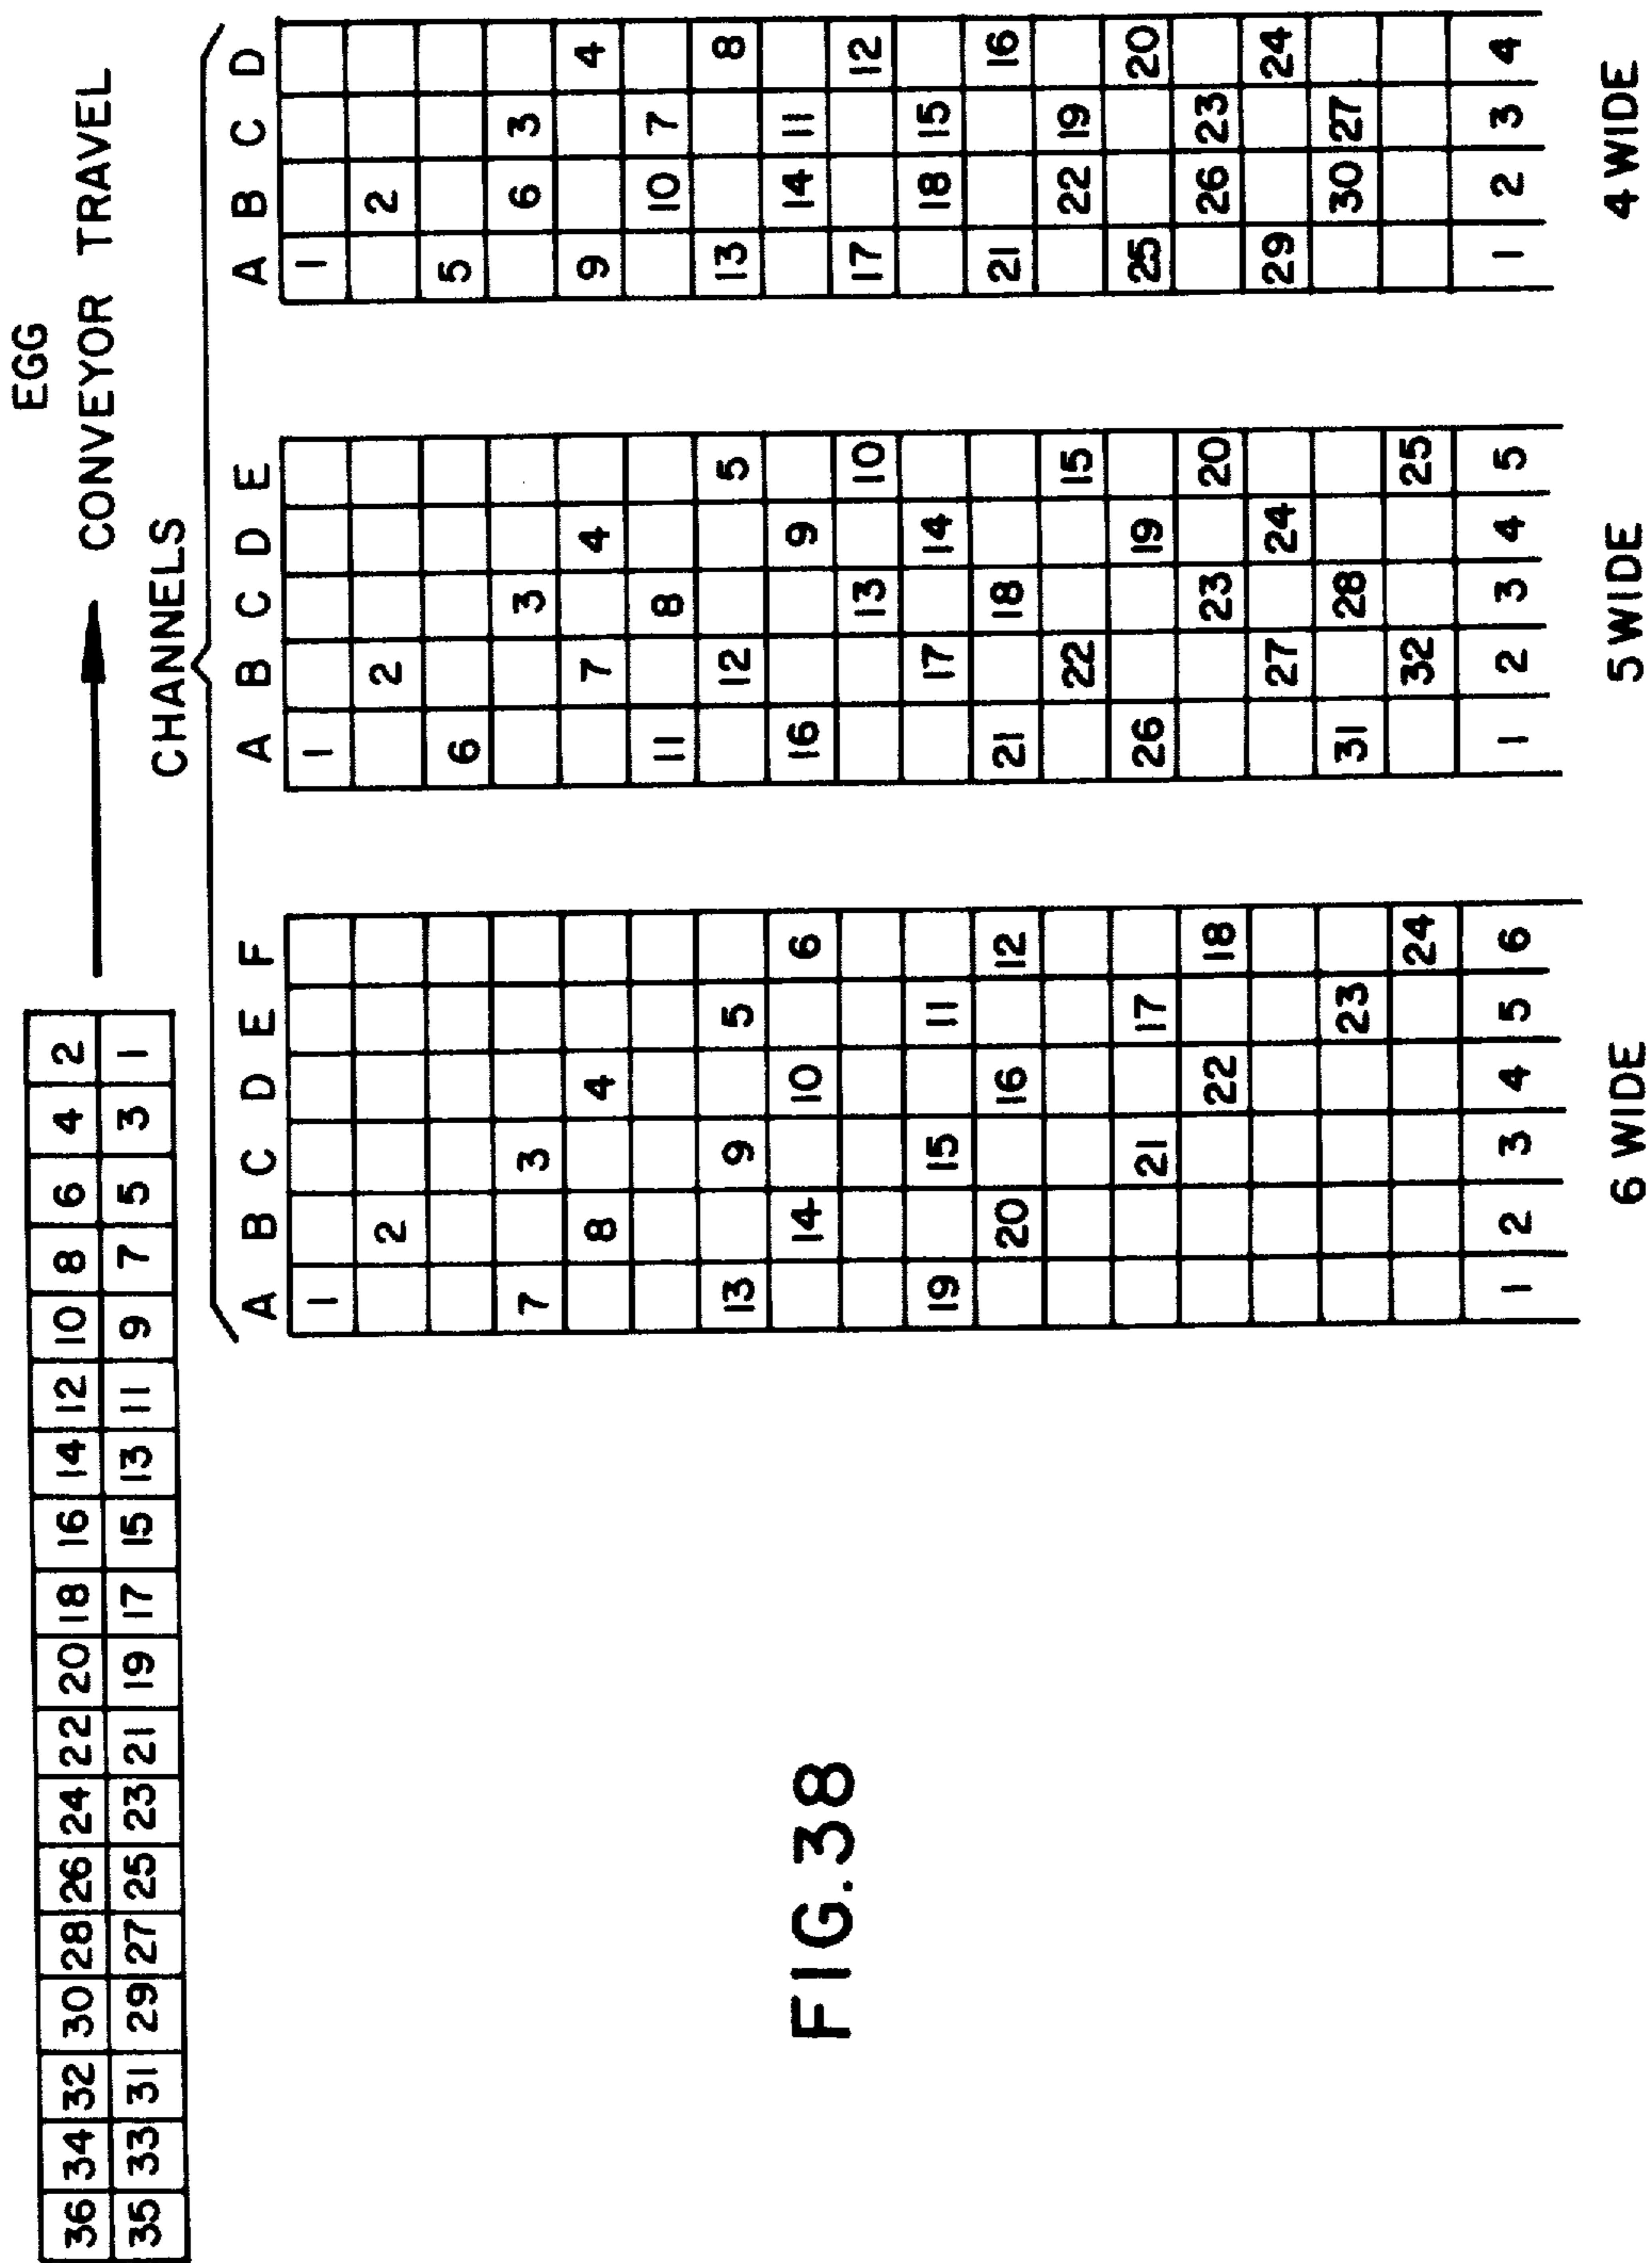 EGG
CONVEYOR TRAVEL
36 34 32 30 28 26 24 22 20 18 16 14 12 10 8 6 4 2
35 33 31 29 27 25 23 21 19 17 15 13 11 9 7 5 3 1
CHANNELS
A B C D E F A B C D E A B C D
1 1 1
2 2 2
6 5
7 3 3 6 3
8 4 7 4 9 4
11 8 10 7
13 9 5 12 5 13 8
14 10 6 16 9 14 11
13 10 17 12
19 15 11 17 14 18 15
20 16 12 21 18 21 16
22 15 22 19
21 17 26 19 25 20
22 18 23 20 26 23
27 24 29 24
23 31 28 30 27
24 32 25
1 2 3 4 5 6 1 2 3 4 5 1 2 3 4
6 WIDE 5 WIDE 4 WIDE
FIG.38